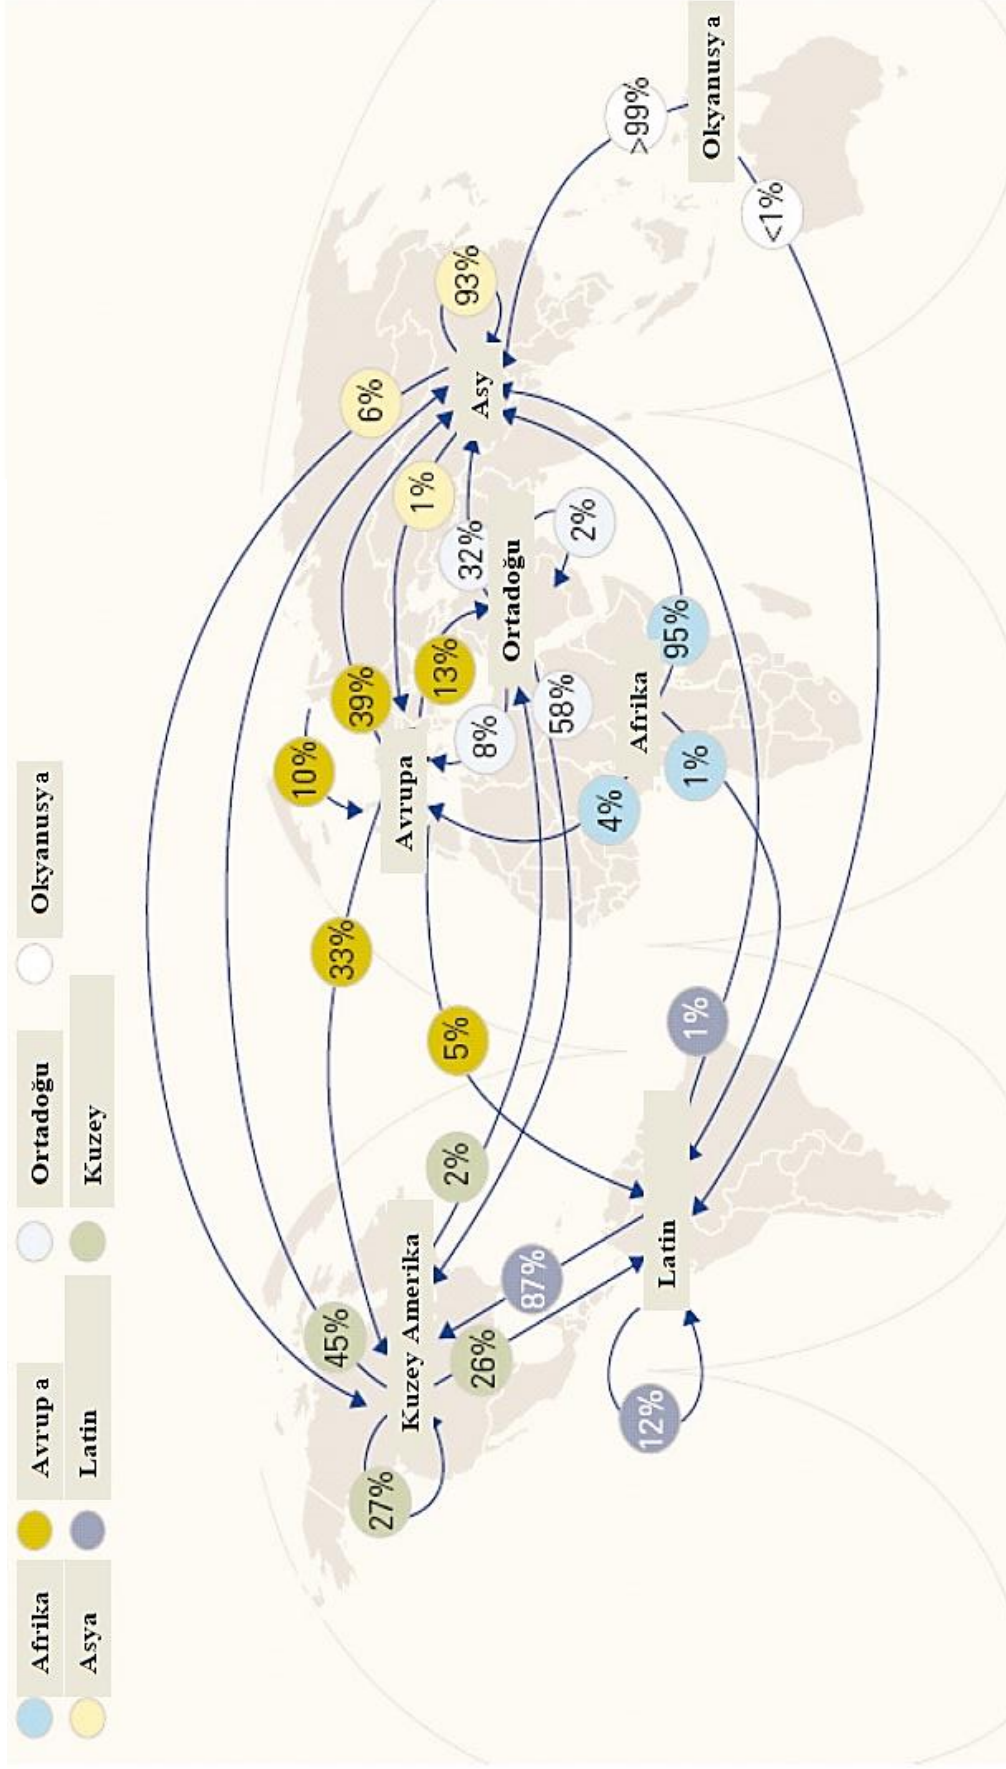 Afrika
Avrupa
Ortadoğu
Okyanusya
Asya
Latin
Kuzey
6%
10%
39%
45%
33%
1%
93%
27%
Kuzey Amerika
Avrupa
13%
32%
Asy
2%
5%
8%
26%
Ortadoğu
87%
58%
2%
4%
>99%
12%
Latin
Afrika
95%
1%
1%
Okyanusya
<1%